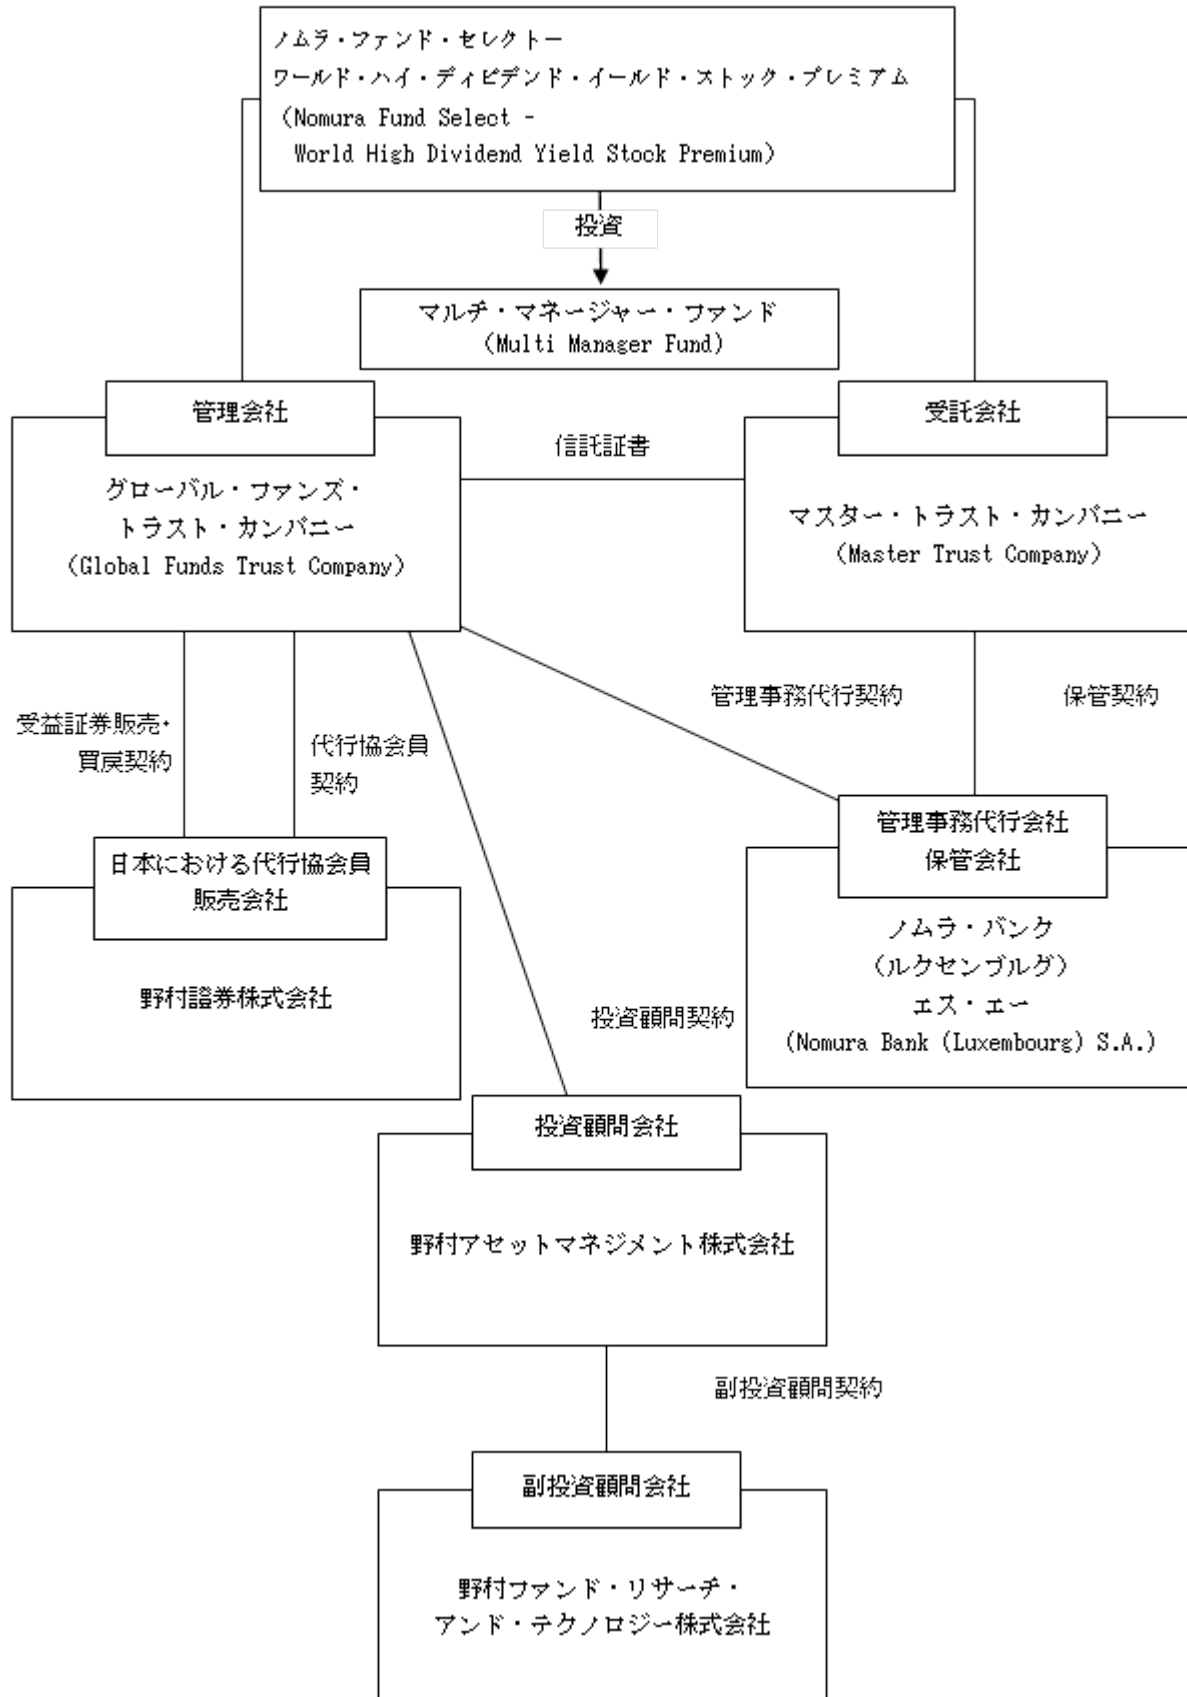 ノムラ・ファンド・セレクトー
ワールド・ハイ・ディビデンド・イールド・ストック・プレミアム
(Nomura Fund Select -
World High Dividend Yield Stock Premium)
投資
マルチ・マネージャー・ファンド
(Multi Manager Fund)
管理会社
受託会社
信託証書
グローバル・ファンズ・
トラスト・カンパニー
(Global Funds Trust Company)
マスター・トラスト・カンパニー
(Master Trust Company)
管理事務代行契約
保管契約
受益証券販売・
買戻契約
代行協会員
契約
管理事務代行会社
保管会社
日本における代行協会員
販売会社
ノムラ・バンク
(ルクセンブルグ)
エス・エー
(Nomura Bank (Luxembourg) S.A.)
野村證券株式会社
投資顧問契約
投資顧問会社
野村アセットマネジメント株式会社
副投資顧問契約
副投資顧問会社
野村ファンド・リサーチ・
アンド・テクノロジー株式会社